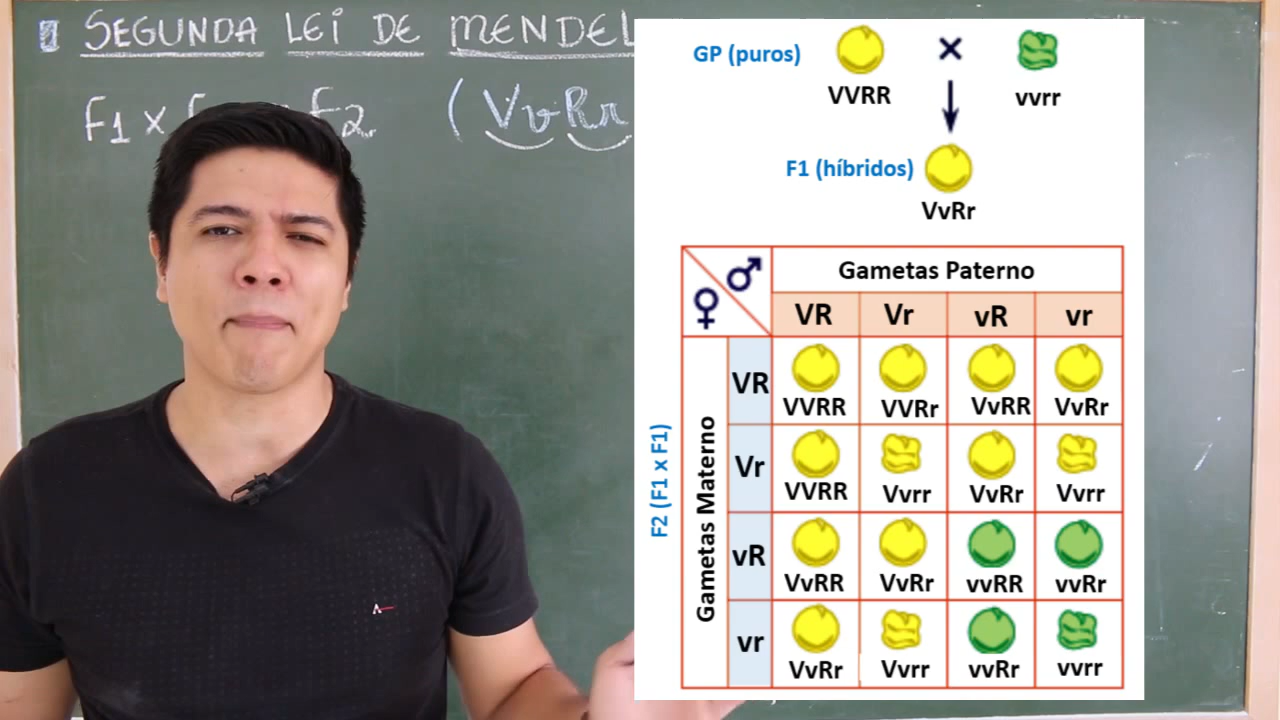 SEGUNDA LEI DE MENDEL
F1 x F2 ( VvRr
GP (puros)
VVRR
vvrr
F1 (híbridos)
VvRr
Gametas Paterno
VR Vr vR vr
F2 (F1 x F1)
Gametas Materno
VR
VVRR VVRr VvRR VvRr
Vr
VVRR Vvrr VvRr Vvrr
vR
VvRR VvRr vvRR vvRr
vr
VvRr Vvrr vvRr vvrr